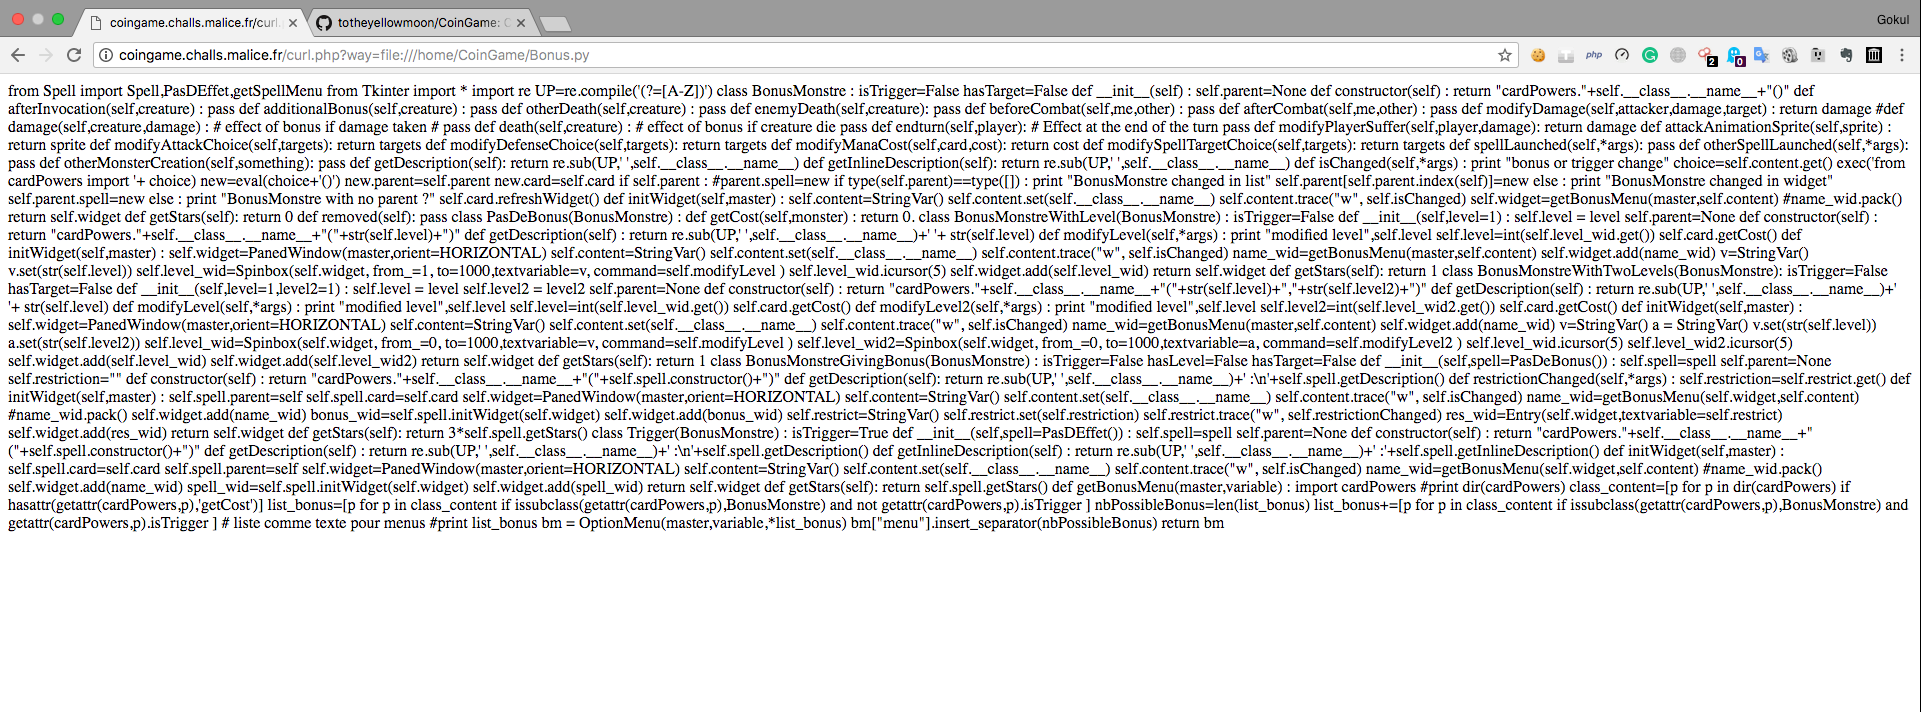 coingame.challs.malice.fr/curl.
totheyellowmoon/CoinGame: C
Gokul
coingame.challs.malice.fr/curl.php?way=file:///home/CoinGame/Bonus.py
php
2
0
from Spell import Spell,PasDEffet,getSpellMenu from Tkinter import * import re UP=re.compile('(?=[A-Z])') class BonusMonstre : isTrigger=False hasTarget=False def __init__(self) : self.parent=None def constructor(self) : return "cardPowers."+self.__class__.__name__+"()" def
afterInvocation(self,creature) : pass def additionalBonus(self,creature) : pass def otherDeath(self,creature) : pass def enemyDeath(self,creature): pass def beforeCombat(self,me,other) : pass def afterCombat(self,me,other) : pass def modifyDamage(self,attacker,damage,target) : return damage #def
damage(self,creature,damage) : # effect of bonus if damage taken # pass def death(self,creature) : # effect of bonus if creature die pass def endturn(self,player): # Effect at the end of the turn pass def modifyPlayerSuffer(self,player,damage): return damage def attackAnimationSprite(self,sprite) :
return sprite def modifyAttackChoice(self,targets): return targets def modifyDefenseChoice(self,targets): return targets def modifyManaCost(self,card,cost): return cost def modifySpellTargetChoice(self,targets): return targets def spellLaunched(self,*args): pass def otherSpellLaunched(self,*args):
pass def otherMonsterCreation(self,something): pass def getDescription(self): return re.sub(UP,' ',self.__class__.__name__) def getInlineDescription(self): return re.sub(UP,' ',self.__class__.__name__) def isChanged(self,*args) : print "bonus or trigger change" choice=self.content.get() exec('from
cardPowers import '+ choice) new=eval(choice+'()') new.parent=self.parent new.card=self.card if self.parent : #parent.spell=new if type(self.parent)==type([]) : print "BonusMonstre changed in list" self.parent[self.parent.index(self)]=new else : print "BonusMonstre changed in widget"
self.parent.spell=new else : print "BonusMonstre with no parent ?" self.card.refreshWidget() def initWidget(self,master) : self.content=StringVar() self.content.set(self.__class__.__name__) self.content.trace("w", self.isChanged) self.widget=getBonusMenu(master,self.content) #name_wid.pack()
return self.widget def getStars(self): return 0 def removed(self): pass class PasDeBonus(BonusMonstre) : def getCost(self,monster) : return 0. class BonusMonstreWithLevel(BonusMonstre) : isTrigger=False def __init__(self,level=1) : self.level = level self.parent=None def constructor(self) :
return "cardPowers."+self.__class__.__name__+"("+str(self.level)+")" def getDescription(self) : return re.sub(UP,' ',self.__class__.__name__)+' '+ str(self.level) def modifyLevel(self,*args) : print "modified level",self.level self.level=int(self.level_wid.get()) self.card.getCost() def
initWidget(self,master) : self.widget=PanedWindow(master,orient=HORIZONTAL) self.content=StringVar() self.content.set(self.__class__.__name__) self.content.trace("w", self.isChanged) name_wid=getBonusMenu(master,self.content) self.widget.add(name_wid) v=StringVar()
v.set(str(self.level)) self.level_wid=Spinbox(self.widget, from_=1, to=1000,textvariable=v, command=self.modifyLevel ) self.level_wid.icursor(5) self.widget.add(self.level_wid) return self.widget def getStars(self): return 1 class BonusMonstreWithTwoLevels(BonusMonstre): isTrigger=False
hasTarget=False def __init__(self,level=1,level2=1) : self.level = level self.level2 = level2 self.parent=None def constructor(self) : return "cardPowers."+self.__class__.__name__+"("+str(self.level)+","+str(self.level2)+")" def getDescription(self) : return re.sub(UP,' ',self.__class__.__name__)+'
'+ str(self.level) def modifyLevel(self,*args) : print "modified level",self.level self.level=int(self.level_wid.get()) self.card.getCost() def modifyLevel2(self,*args) : print "modified level",self.level self.level2=int(self.level_wid2.get()) self.card.getCost() def initWidget(self,master) :
self.widget=PanedWindow(master,orient=HORIZONTAL) self.content=StringVar() self.content.set(self.__class__.__name__) self.content.trace("w", self.isChanged) name_wid=getBonusMenu(master,self.content) self.widget.add(name_wid) v=StringVar() a = StringVar() v.set(str(self.level))
a.set(str(self.level2)) self.level_wid=Spinbox(self.widget, from_=0, to=1000,textvariable=v, command=self.modifyLevel ) self.level_wid2=Spinbox(self.widget, from_=0, to=1000,textvariable=a, command=self.modifyLevel2 ) self.level_wid.icursor(5) self.level_wid2.icursor(5)
self.widget.add(self.level_wid) self.widget.add(self.level_wid2) return self.widget def getStars(self): return 1 class BonusMonstreGivingBonus(BonusMonstre) : isTrigger=False hasLevel=False hasTarget=False def __init__(self,spell=PasDeBonus()) : self.spell=spell self.parent=None
self.restriction="" def constructor(self) : return "cardPowers."+self.__class__.__name__+"("+self.spell.constructor()+")" def getDescription(self): return re.sub(UP,' ',self.__class__.__name__)+' :\n'+self.spell.getDescription() def restrictionChanged(self,*args) : self.restriction=self.restrict.get() def
initWidget(self,master) : self.spell.parent=self self.spell.card=self.card self.widget=PanedWindow(master,orient=HORIZONTAL) self.content=StringVar() self.content.set(self.__class__.__name__) self.content.trace("w", self.isChanged) name_wid=getBonusMenu(self.widget,self.content)
#name_wid.pack() self.widget.add(name_wid) bonus_wid=self.spell.initWidget(self.widget) self.widget.add(bonus_wid) self.restrict=StringVar() self.restrict.set(self.restriction) self.restrict.trace("w", self.restrictionChanged) res_wid=Entry(self.widget,textvariable=self.restrict)
self.widget.add(res_wid) return self.widget def getStars(self): return 3*self.spell.getStars() class Trigger(BonusMonstre) : isTrigger=True def __init__(self,spell=PasDEffet()) : self.spell=spell self.parent=None def constructor(self) : return "cardPowers."+self.__class__.__name__+"
("+self.spell.constructor()+")" def getDescription(self) : return re.sub(UP,' ',self.__class__.__name__)+' :\n'+self.spell.getDescription() def getInlineDescription(self) : return re.sub(UP,' ',self.__class__.__name__)+' :'+self.spell.getInlineDescription() def initWidget(self,master) :
self.spell.card=self.card self.spell.parent=self self.widget=PanedWindow(master,orient=HORIZONTAL) self.content=StringVar() self.content.set(self.__class__.__name__) self.content.trace("w", self.isChanged) name_wid=getBonusMenu(self.widget,self.content) #name_wid.pack()
self.widget.add(name_wid) spell_wid=self.spell.initWidget(self.widget) self.widget.add(spell_wid) return self.widget def getStars(self): return self.spell.getStars() def getBonusMenu(master,variable) : import cardPowers #print dir(cardPowers) class_content=[p for p in dir(cardPowers) if
hasattr(getattr(cardPowers,p),'getCost')] list_bonus=[p for p in class_content if issubclass(getattr(cardPowers,p),BonusMonstre) and not getattr(cardPowers,p).isTrigger ] nbPossibleBonus=len(list_bonus) list_bonus+=[p for p in class_content if issubclass(getattr(cardPowers,p),BonusMonstre) and
getattr(cardPowers,p).isTrigger ] # liste comme texte pour menus #print list_bonus bm = OptionMenu(master,variable,*list_bonus) bm["menu"].insert_separator(nbPossibleBonus) return bm